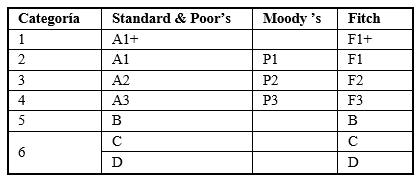 Categoría Standard & Poor’s Moody ’s Fitch
1 A1+ F1+
2 A1 P1 F1
3 A2 P2 F2
4 A3 P3 F3
5 B B
6 C C
D D